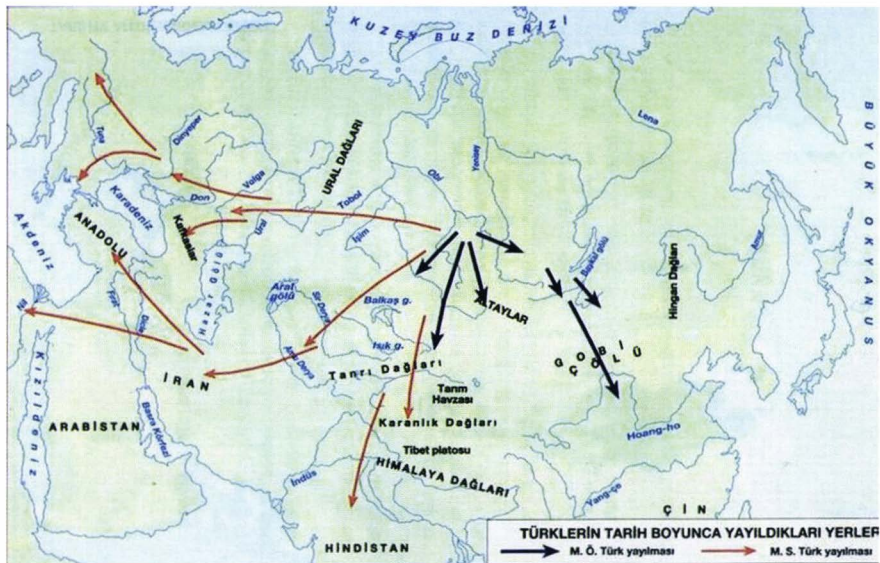 KUZEY BUZ DENİZİ
BÜYÜK OKYANUS
Lena
Tuna
Dinyeper
URAL DAĞLARI
Obi
Yenisey
Volga
Tobol
Don
Karadeniz
Akdeniz
ANADOLU
Kafkaslar
Ural
İşim
Baykal gölü
Amur
Hingan Dağları
Hazar Gölü
Aral
gölü
Sir Derya
Balkaş g.
ALTAYLAR
Nil
Fırat
Dicle
Isık g.
Amu Derya
GOBİ
ÇÖLÜ
İRAN
Tanrı Dağları
Tarım
Havzası
Kızıldeniz
ARABİSTAN
Basra Körfezi
Karanlık Dağları
Hoang-ho
Tibet platosu
HİMALAYA DAĞLARI
İndüs
Yang-çe
ÇİN
HİNDİSTAN
TÜRKLERİN TARİH BOYUNCA YAYILDIKLARI YERLER
M. Ö. Türk yayılması
M. S. Türk yayılması